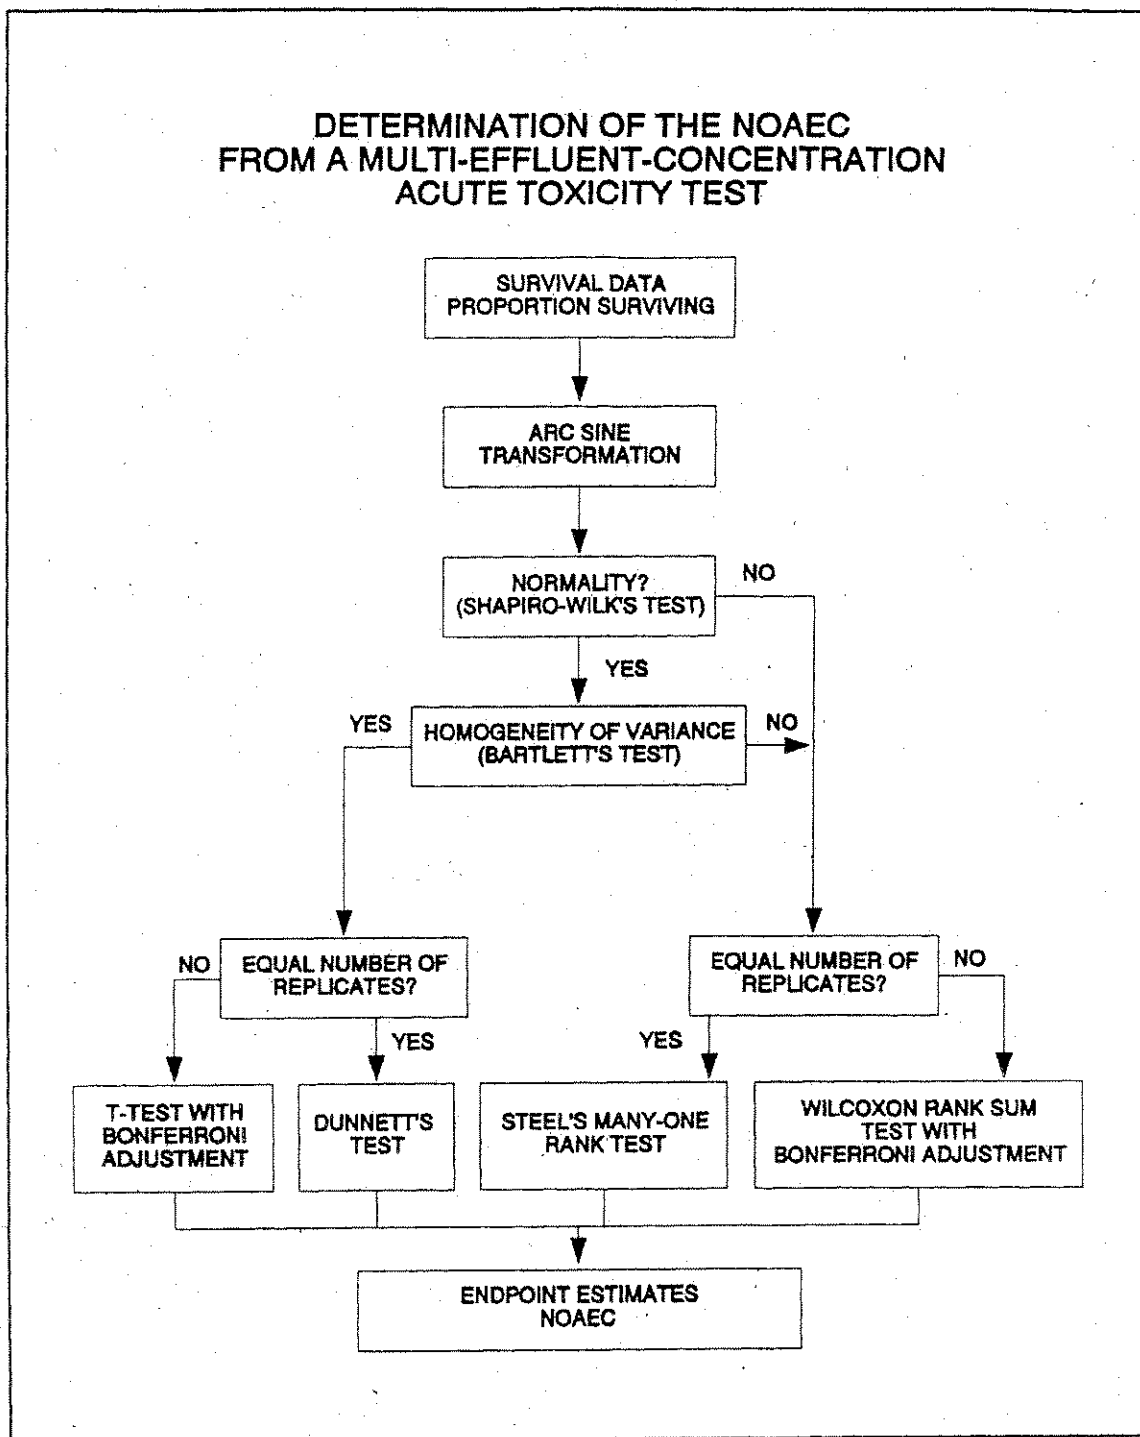 DETERMINATION OF THE NOAEC
FROM A MULTI-EFFLUENT-CONCENTRATION
ACUTE TOXICITY TEST
SURVIVAL DATA
PROPORTION SURVIVING
ARC SINE
TRANSFORMATION
NORMALITY?
(SHAPIRO-WILK'S TEST)
NO
YES
YES
HOMOGENEITY OF VARIANCE
(BARTLETT'S TEST)
NO
NO
EQUAL NUMBER OF
REPLICATES?
YES
EQUAL NUMBER OF
REPLICATES?
NO
YES
T-TEST WITH
BONFERRONI
ADJUSTMENT
DUNNETT'S
TEST
STEEL'S MANY-ONE
RANK TEST
WILCOXON RANK SUM
TEST WITH
BONFERRONI ADJUSTMENT
ENDPOINT ESTIMATES
NOAEC